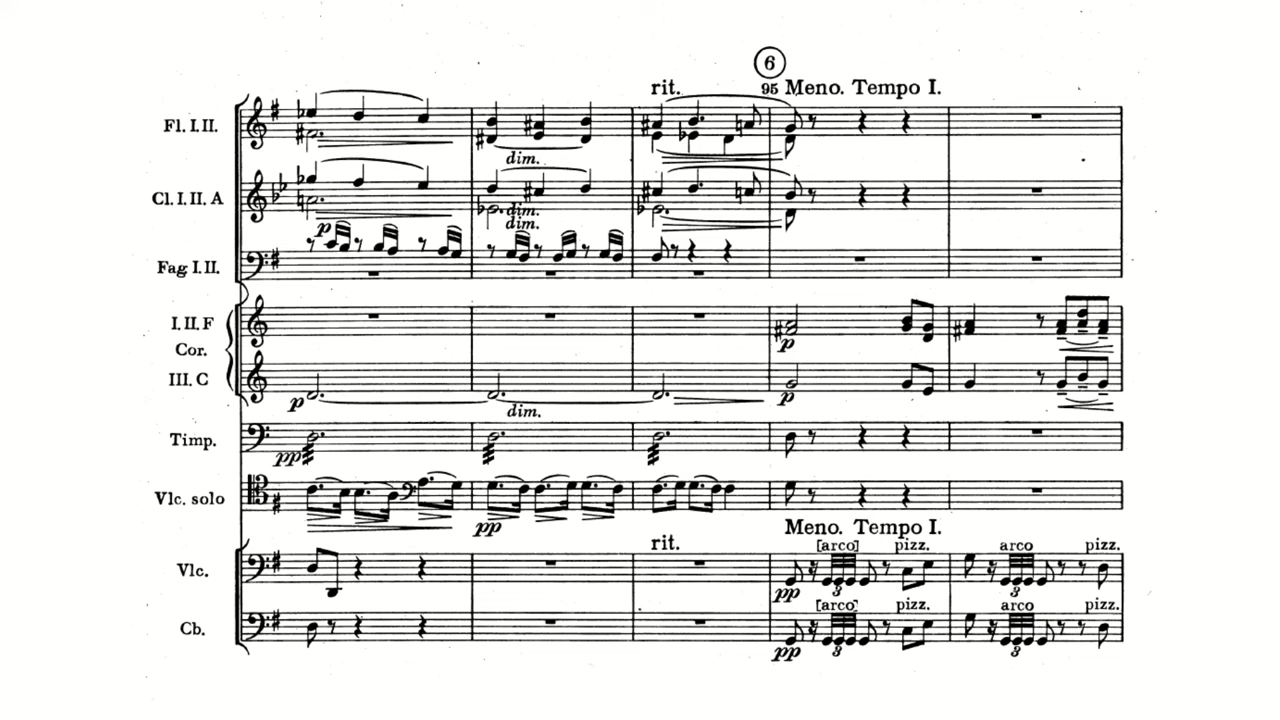 6
rit. 95 Meno. Tempo I.
Fl. I. II.
dim.
Cl. I. II. A
dim.
p dim.
Fag. I. II.
I. II. F
p
Cor.
III. C
p dim. p
Timp.
pp
Vlc. solo
pp
Meno. Tempo I.
rit. [arco] pizz. arco pizz.
Vlc.
pp 3 3
[arco] pizz. arco pizz.
Cb.
pp 3 3